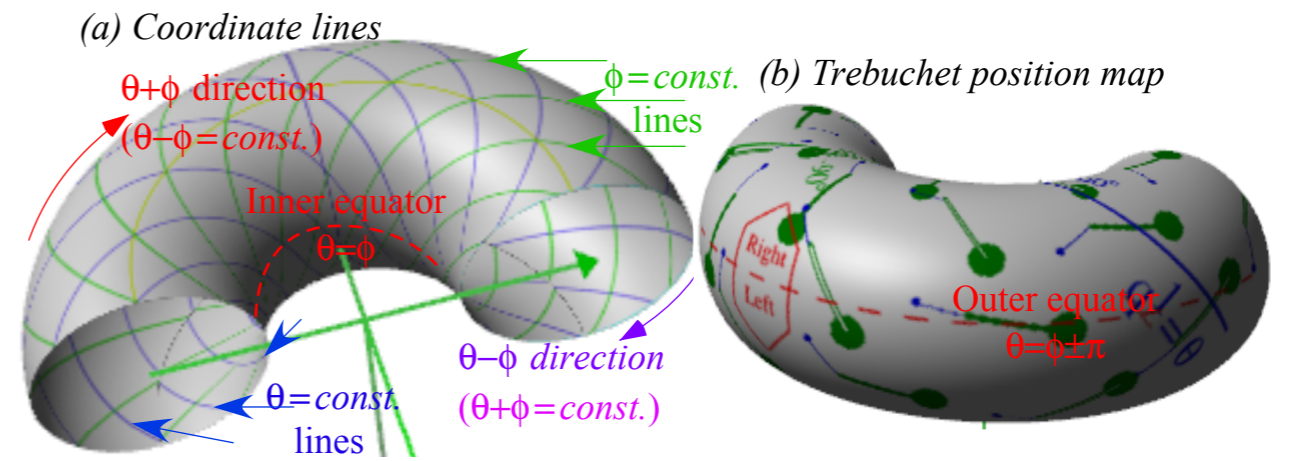 (a) Coordinate lines
θ+ϕ direction
(θ−ϕ=const.)
ϕ=const.
lines
Inner equator
θ=ϕ
θ=const.
lines
θ−ϕ direction
(θ+ϕ=const.)
(b) Trebuchet position map
Right
Left
Outer equator
θ=ϕ±π